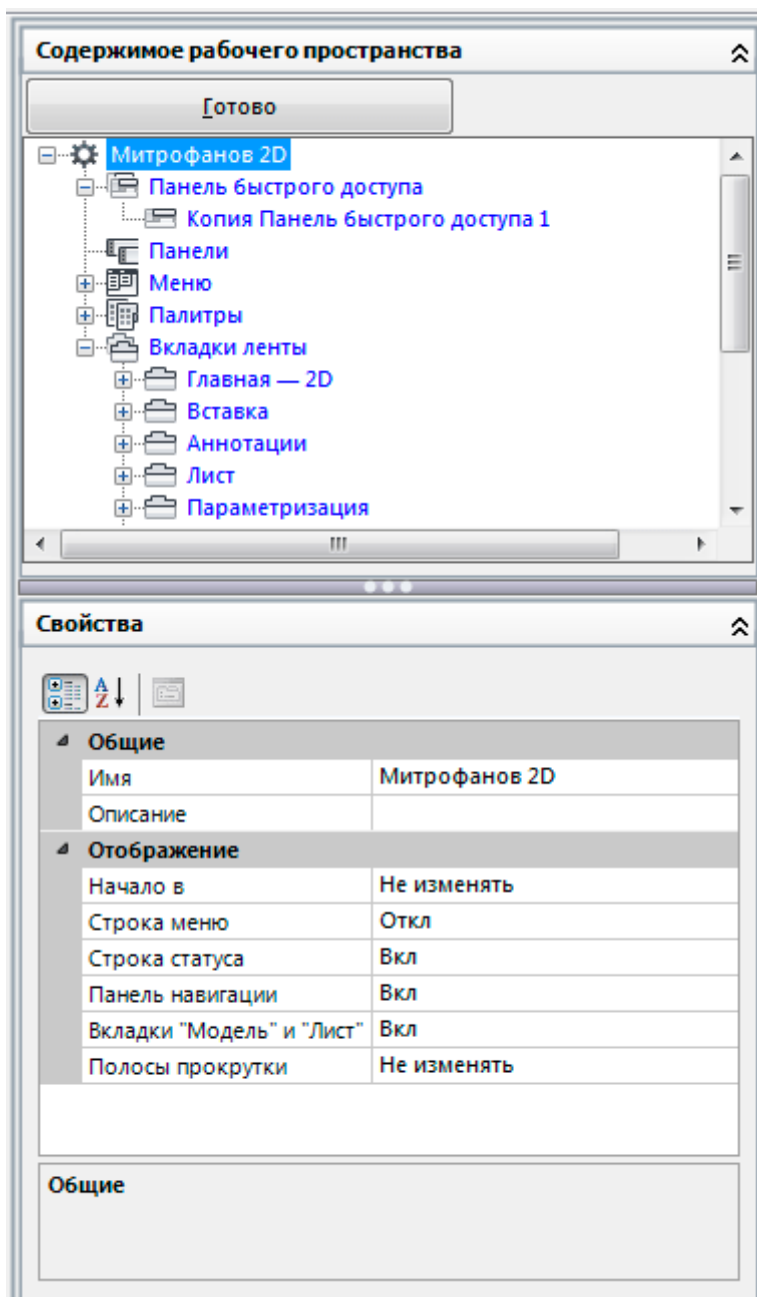 Содержимое рабочего пространства
Готово
Митрофанов 2D
Панель быстрого доступа
Копия Панель быстрого доступа 1
Панели
Меню
Палитры
Вкладки ленты
Главная — 2D
Вставка
Аннотации
Лист
Параметризация
Свойства
Общие
Имя Митрофанов 2D
Описание
Отображение
Начало в Не изменять
Строка меню Откл
Строка статуса Вкл
Панель навигации Вкл
Вкладки "Модель" и "Лист" Вкл
Полосы прокрутки Не изменять
Общие